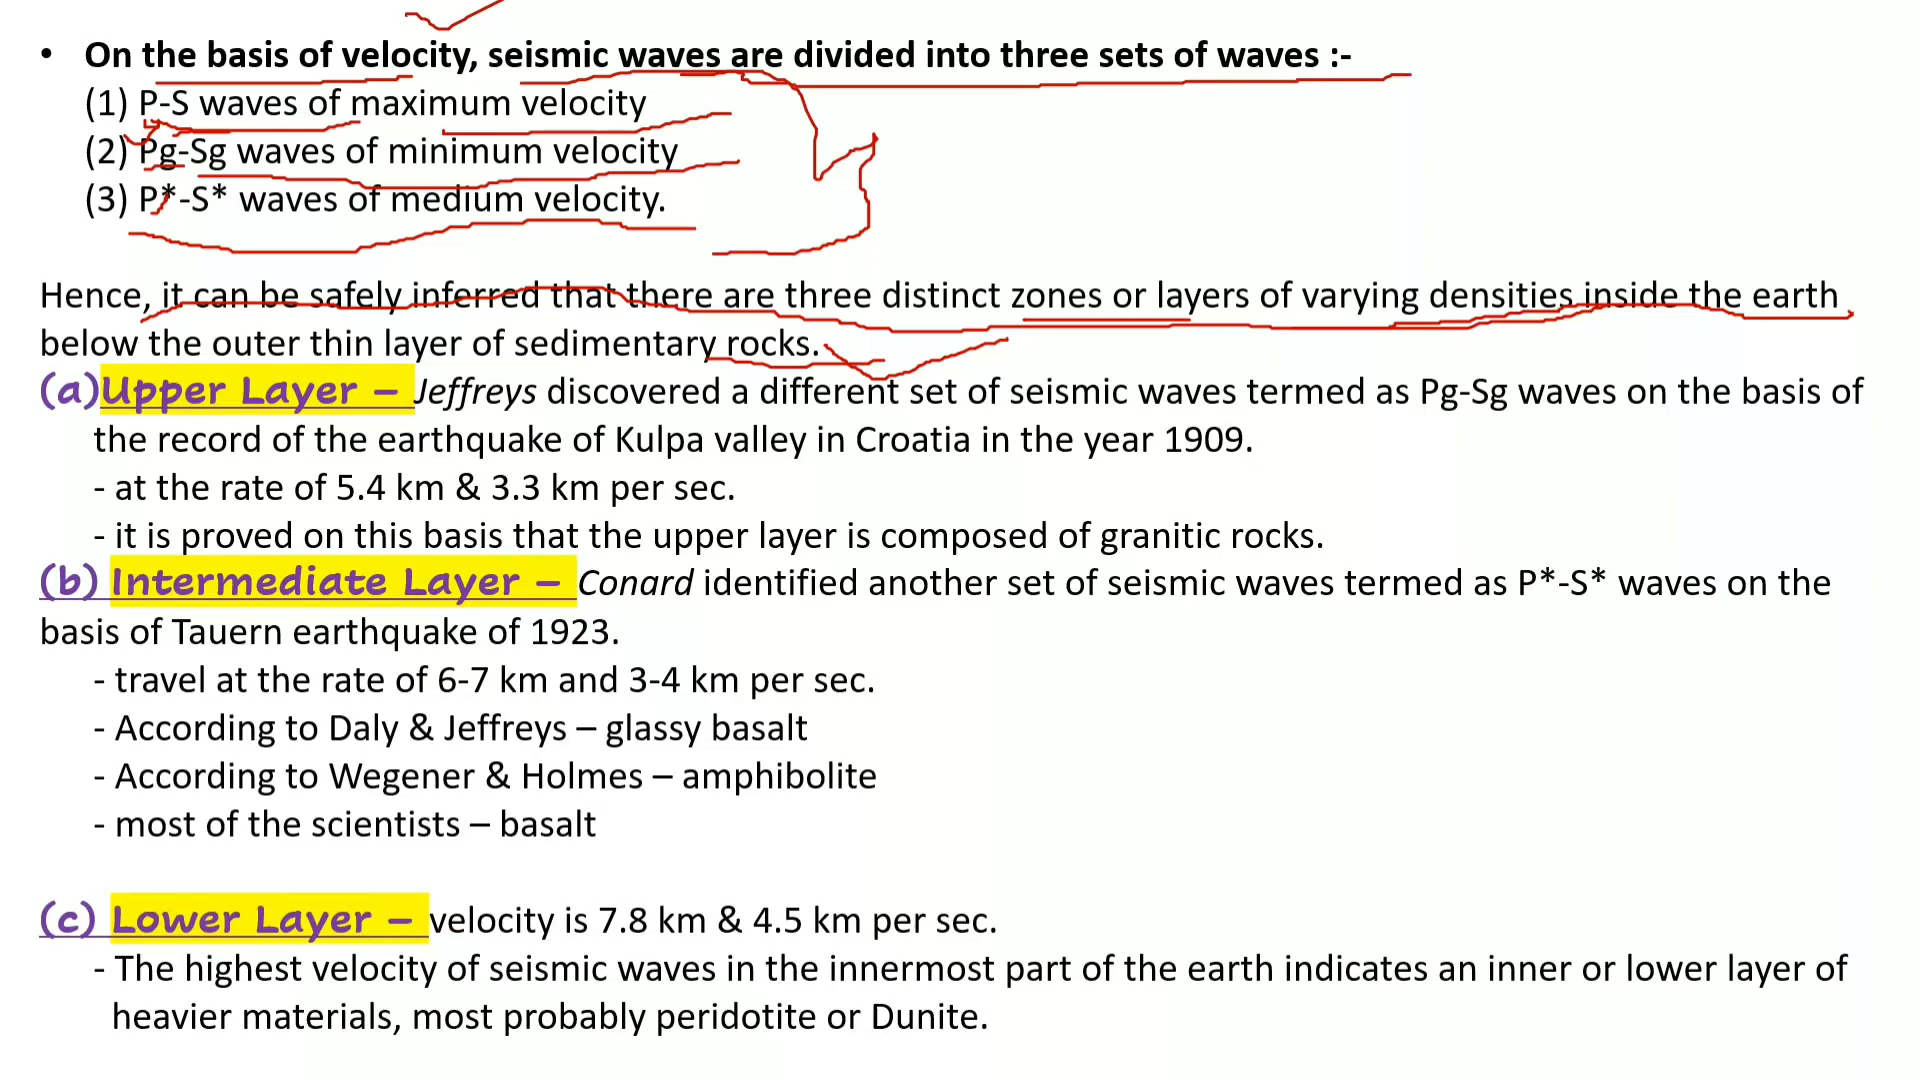 • On the basis of velocity, seismic waves are divided into three sets of waves :-
(1) P-S waves of maximum velocity
(2) Pg-Sg waves of minimum velocity
(3) P*-S* waves of medium velocity.
Hence, it can be safely inferred that there are three distinct zones or layers of varying densities inside the earth
below the outer thin layer of sedimentary rocks.
(a)Upper Layer – Jeffreys discovered a different set of seismic waves termed as Pg-Sg waves on the basis of
the record of the earthquake of Kulpa valley in Croatia in the year 1909.
- at the rate of 5.4 km & 3.3 km per sec.
- it is proved on this basis that the upper layer is composed of granitic rocks.
(b) Intermediate Layer – Conard identified another set of seismic waves termed as P*-S* waves on the
basis of Tauern earthquake of 1923.
- travel at the rate of 6-7 km and 3-4 km per sec.
- According to Daly & Jeffreys – glassy basalt
- According to Wegener & Holmes – amphibolite
- most of the scientists – basalt
(c) Lower Layer – velocity is 7.8 km & 4.5 km per sec.
- The highest velocity of seismic waves in the innermost part of the earth indicates an inner or lower layer of
heavier materials, most probably peridotite or Dunite.